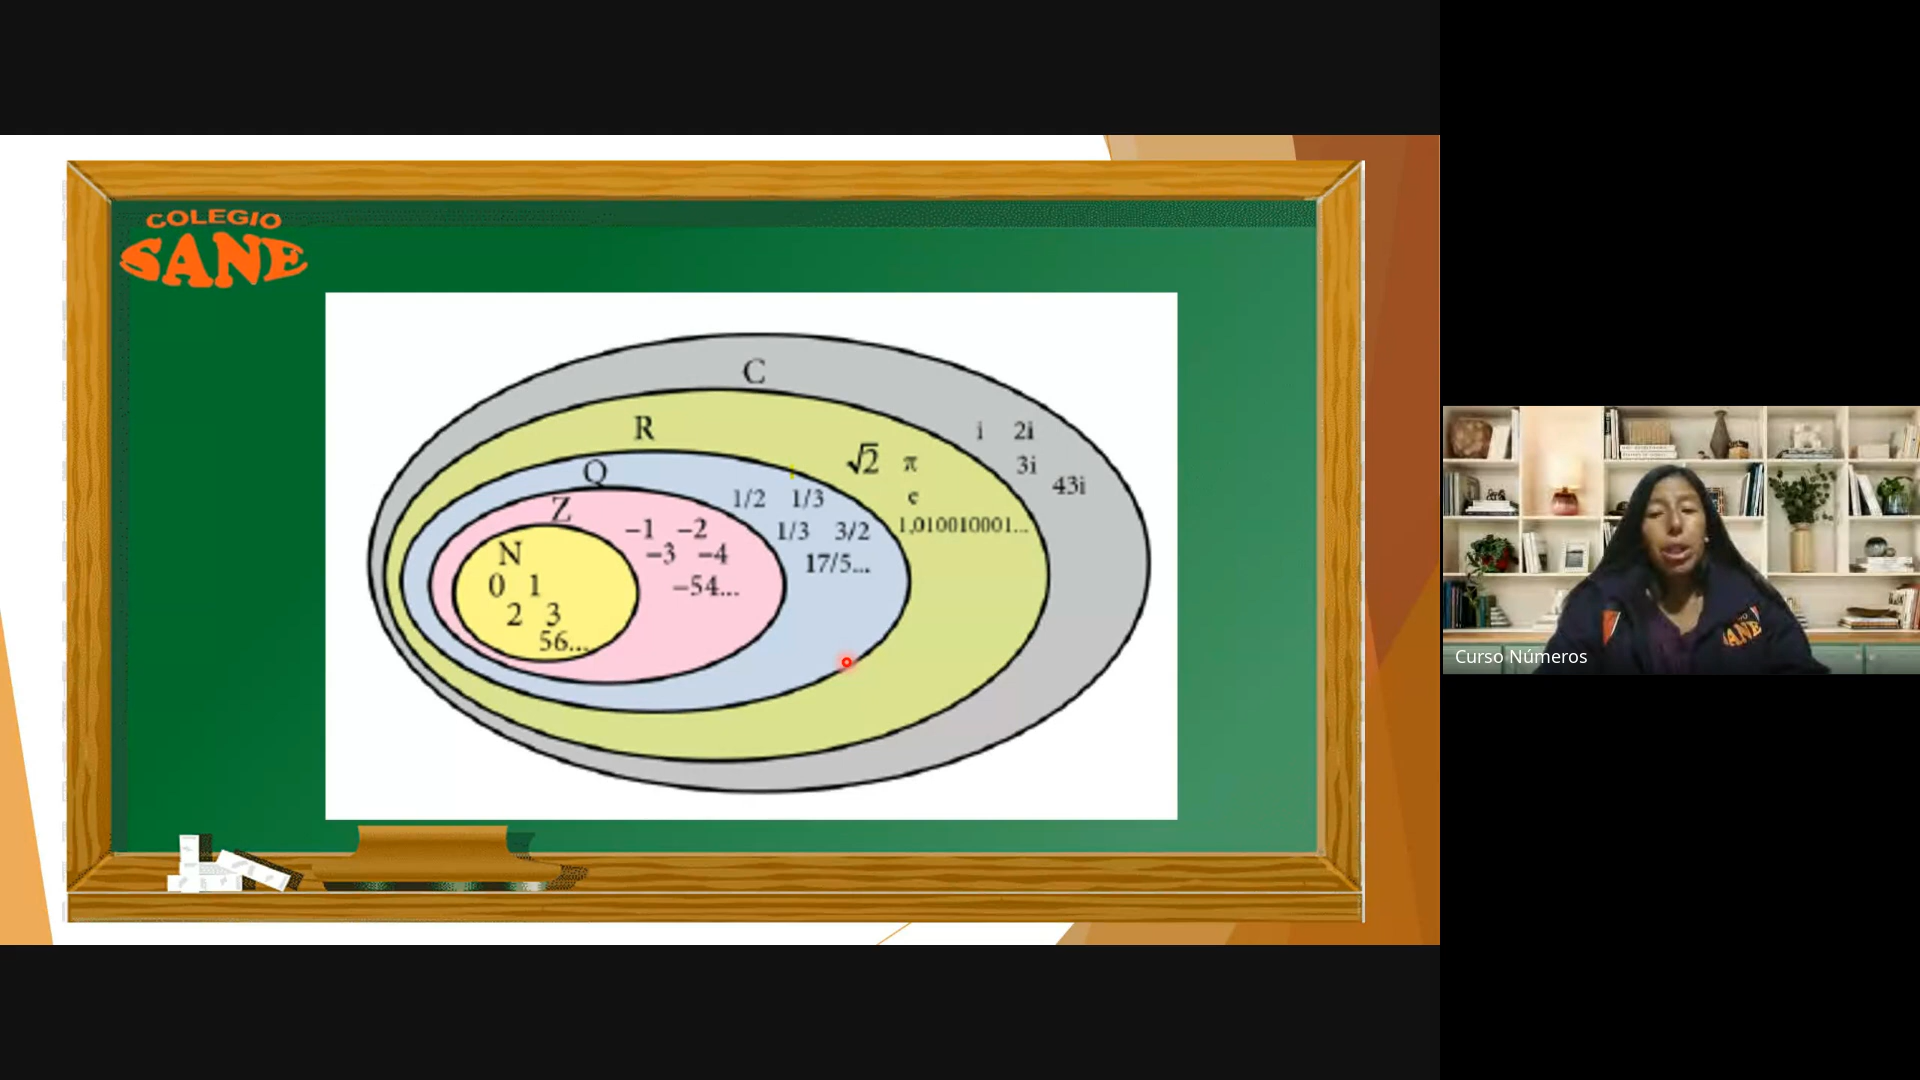 COLEGIO
SANE
C
R
i 2i
√2 π
3i
Q
43i
1/2 1/3
e
Z
−1 −2
1/3 3/2
1,010010001...
N
−3 −4
17/5...
0 1
−54...
2 3
56...
SANE
Curso Números